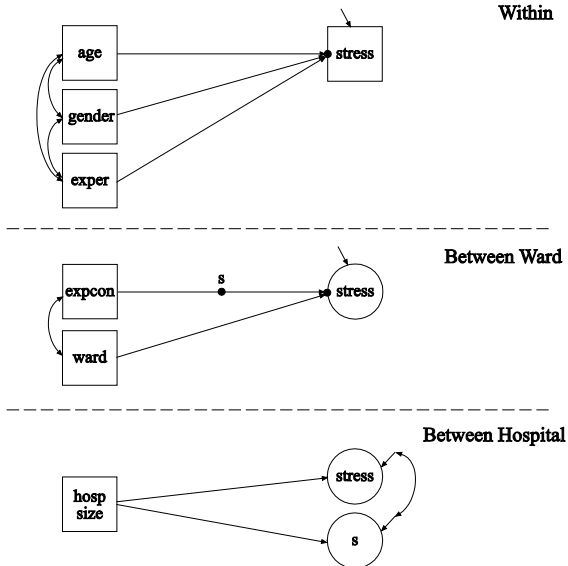 Within
age
stress
gender
exper
Between Ward
s
expcon
stress
ward
Between Hospital
stress
hosp
size
s